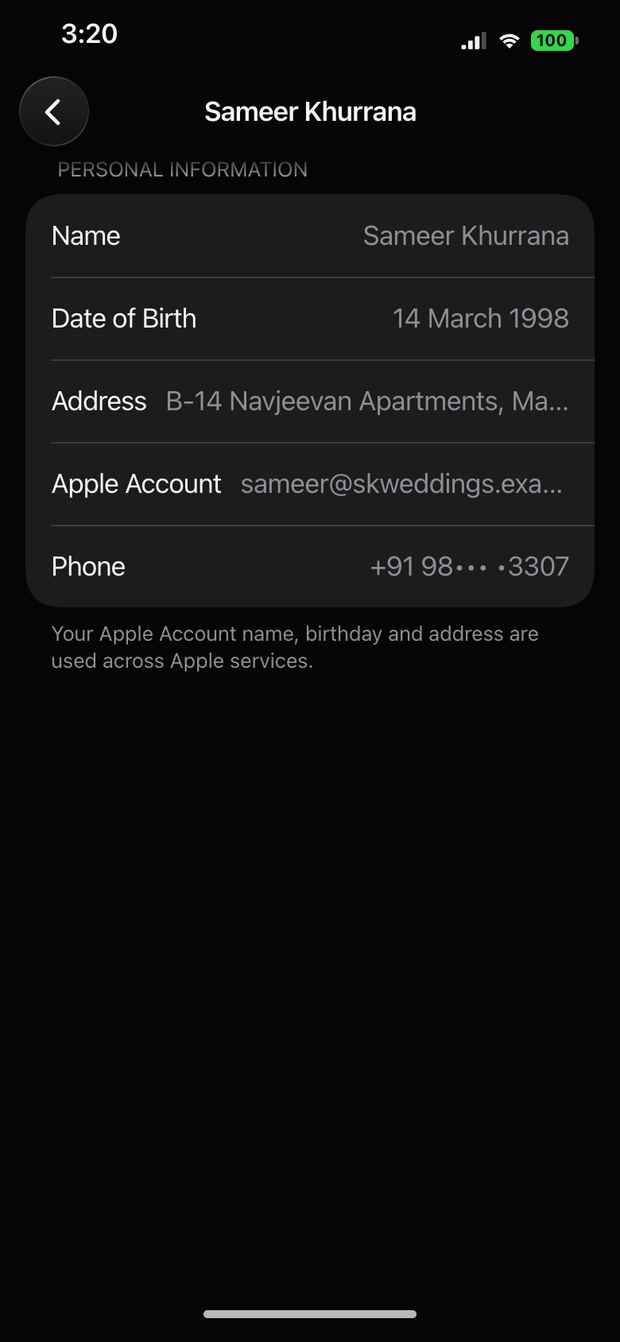 3:20
100
Sameer Khurrana
PERSONAL INFORMATION
Name Sameer Khurrana
Date of Birth 14 March 1998
Address B-14 Navjeevan Apartments, Ma...
Apple Account sameer@skweddings.exa...
Phone +91 98••• •3307
Your Apple Account name, birthday and address are
used across Apple services.